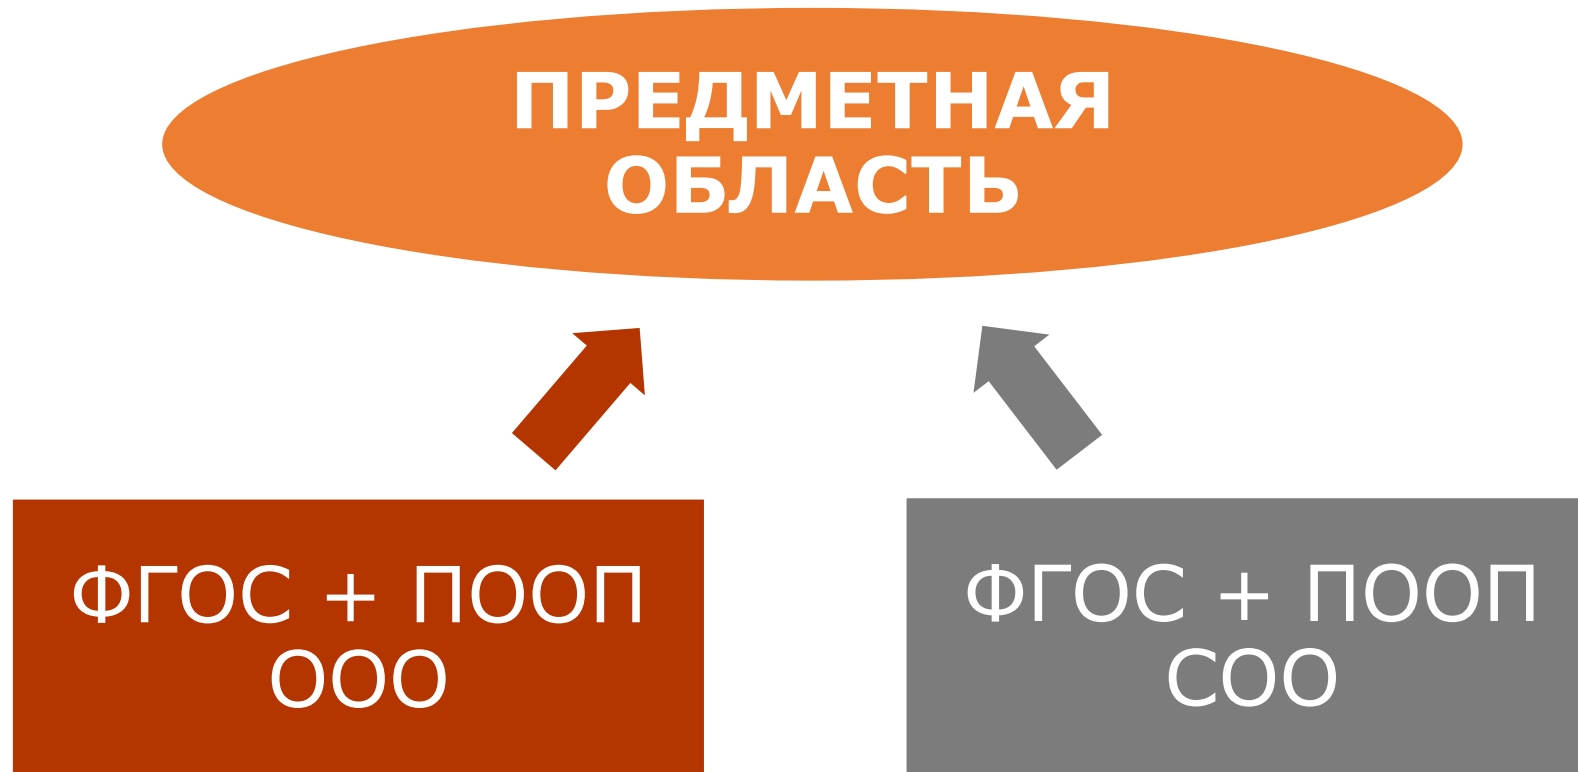 ПРЕДМЕТНАЯ
ОБЛАСТЬ
ФГОС + ПООП
ООО
ФГОС + ПООП
СОО